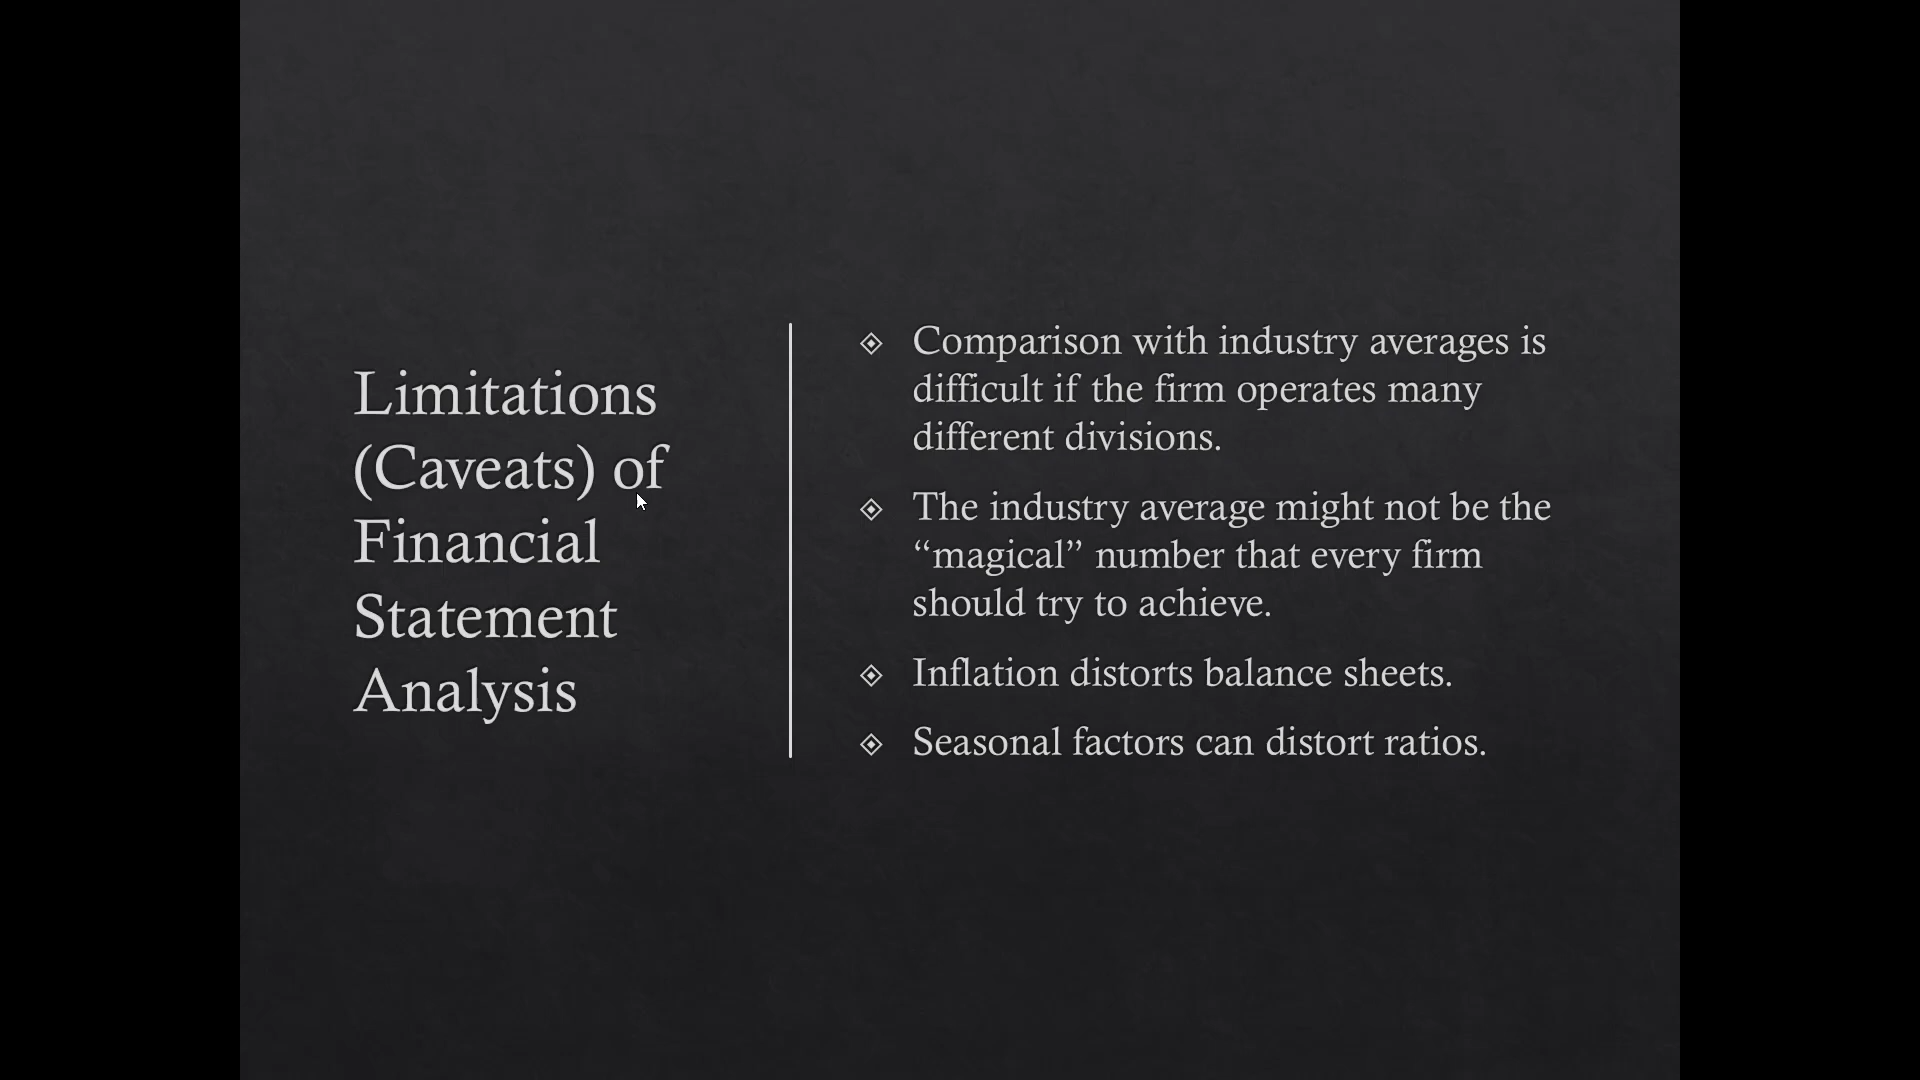 Limitations
(Caveats) of
Financial
Statement
Analysis
Comparison with industry averages is
difficult if the firm operates many
different divisions.
The industry average might not be the
“magical” number that every firm
should try to achieve.
Inflation distorts balance sheets.
Seasonal factors can distort ratios.